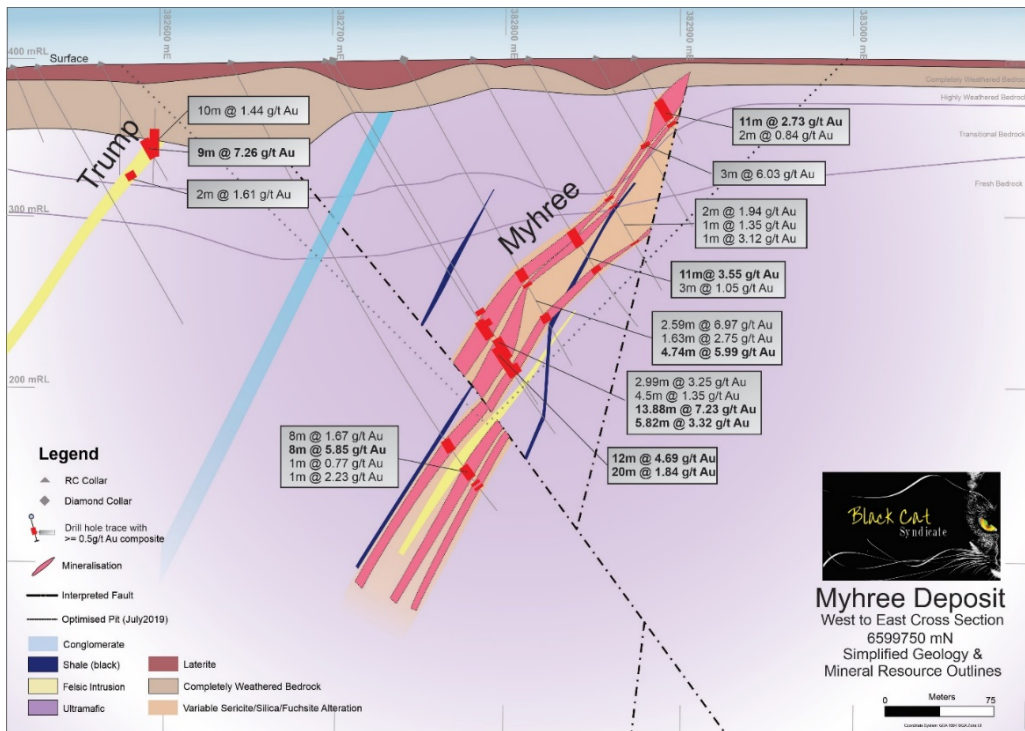 382600 mE
382700 mE
382800 mE
382900 mE
383000 mE
400 mRL
Surface
Completely Weathered Bedrock
Highly Weathered Bedrock
Transitional Bedrock
Fresh Bedrock
300 mRL
200 mRL
Trump
10m @ 1.44 g/t Au
9m @ 7.26 g/t Au
2m @ 1.61 g/t Au
Myhree
11m @ 2.73 g/t Au
2m @ 0.84 g/t Au
3m @ 6.03 g/t Au
2m @ 1.94 g/t Au
1m @ 1.35 g/t Au
1m @ 3.12 g/t Au
11m@ 3.55 g/t Au
3m @ 1.05 g/t Au
2.59m @ 6.97 g/t Au
1.63m @ 2.75 g/t Au
4.74m @ 5.99 g/t Au
2.99m @ 3.25 g/t Au
4.5m @ 1.35 g/t Au
13.88m @ 7.23 g/t Au
5.82m @ 3.32 g/t Au
12m @ 4.69 g/t Au
20m @ 1.84 g/t Au
8m @ 1.67 g/t Au
8m @ 5.85 g/t Au
1m @ 0.77 g/t Au
1m @ 2.23 g/t Au
Legend
RC Collar
Diamond Collar
Drill hole trace with
>= 0.5g/t Au composite
Mineralisation
Interpreted Fault
Optimised Pit (July2019)
Conglomerate
Shale (black)
Laterite
Felsic Intrusion
Completely Weathered Bedrock
Ultramafic
Variable Sericite/Silica/Fuchsite Alteration
Black Cat
Syndicate
Myhree Deposit
West to East Cross Section
6599750 mN
Simplified Geology &
Mineral Resource Outlines
Meters
0 75